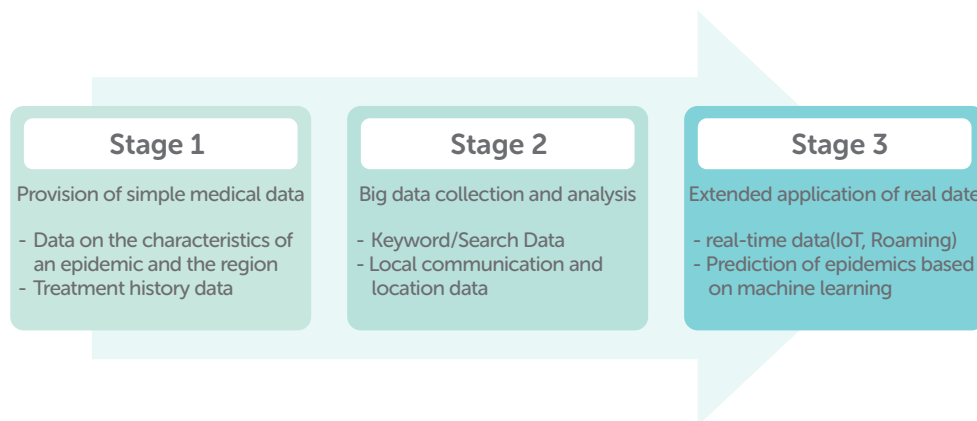 Stage 1
Provision of simple medical data
- Data on the characteristics of
an epidemic and the region
- Treatment history data
Stage 2
Big data collection and analysis
- Keyword/Search Data
- Local communication and
location data
Stage 3
Extended application of real date
- real-time data(IoT, Roaming)
- Prediction of epidemics based
on machine learning